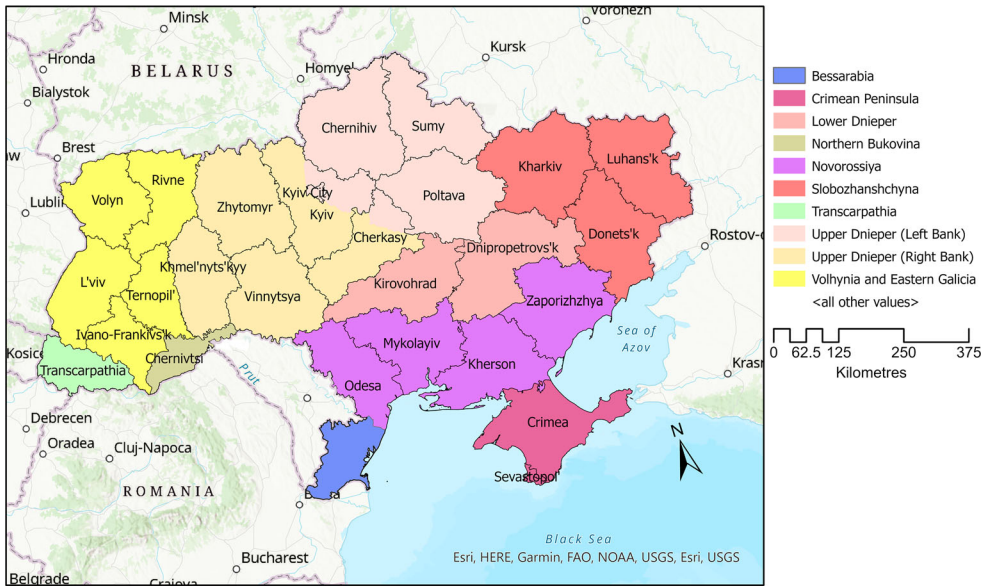 Minsk
Voronezh
Hronda
BELARUS
Homyel'
Kursk
Bialystok
Chernihiv
Sumy
Brest
Kharkiv
Luhans'k
Rivne
Lublin
Volyn
Kyiv City
Zhytomyr
Kyiv
Poltava
Cherkasy
Donets'k
Rostov-o
Dnipropetrovs'k
L'viv
Khmel'nyts'kyy
Ternopil'
Vinnytsya
Kirovohrad
Zaporizhzhya
Ivano-Frankivs'k
Mykolayiv
Sea of
Azov
Kosice
Chernivtsi
Transcarpathia
Prut
Kherson
Kras
Odesa
Debrecen
Oradea
Cluj-Napoca
Crimea
N
Sevastopol'
ROMANIA
Black Sea
Esri, HERE, Garmin, FAO, NOAA, USGS, Esri, USGS
Bucharest
Belgrade
Craiova
Bessarabia
Crimean Peninsula
Lower Dnieper
Northern Bukovina
Novorossiya
Slobozhanshchyna
Transcarpathia
Upper Dnieper (Left Bank)
Upper Dnieper (Right Bank)
Volhynia and Eastern Galicia
<all other values>
0 62.5 125 250 375
Kilometres